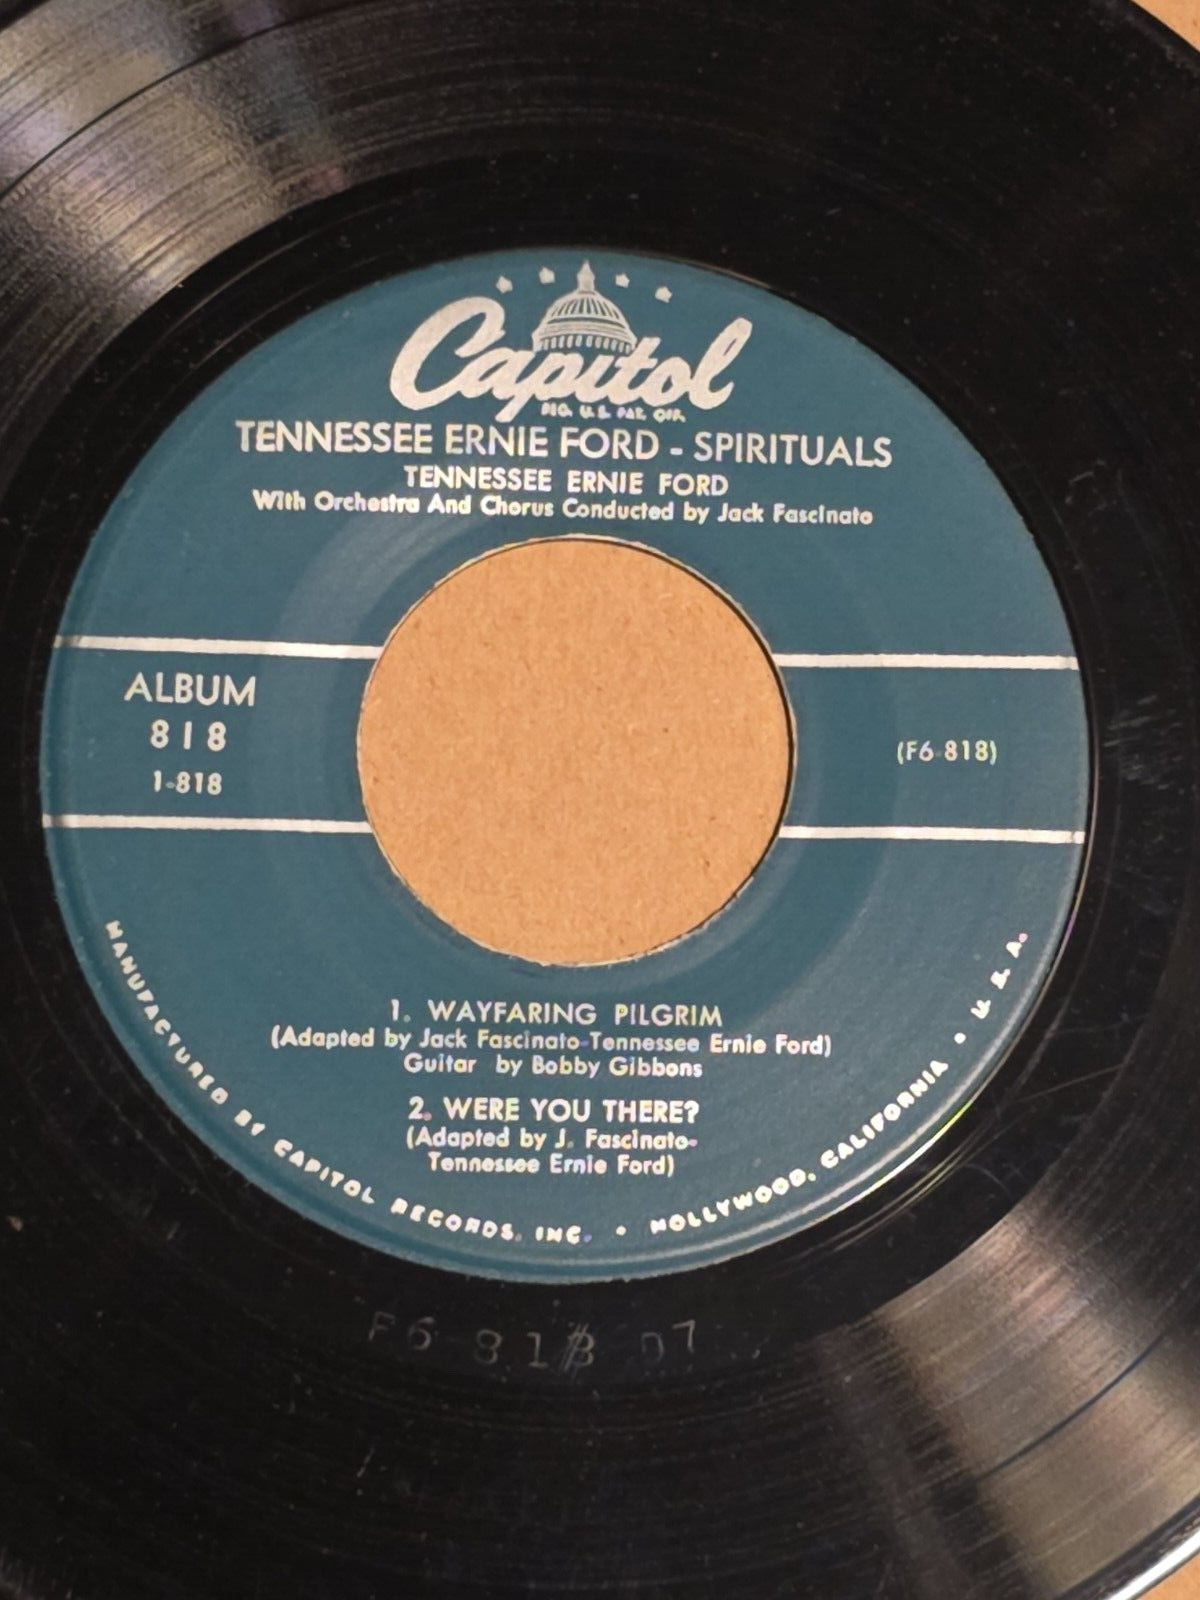 Capitol
REG. U.S. PAT. OFF.
TENNESSEE ERNIE FORD - SPIRITUALS
TENNESSEE ERNIE FORD
With Orchestra And Chorus Conducted by Jack Fascinato
ALBUM
818
1-818
(F6-818)
1. WAYFARING PILGRIM
(Adapted by Jack Fascinato-Tennessee Ernie Ford)
Guitar by Bobby Gibbons
2. WERE YOU THERE?
(Adapted by J. Fascinato-
Tennessee Ernie Ford)
MANUFACTURED BY CAPITOL RECORDS, INC. • HOLLYWOOD, CALIFORNIA • U. S. A.
F6 818 D7